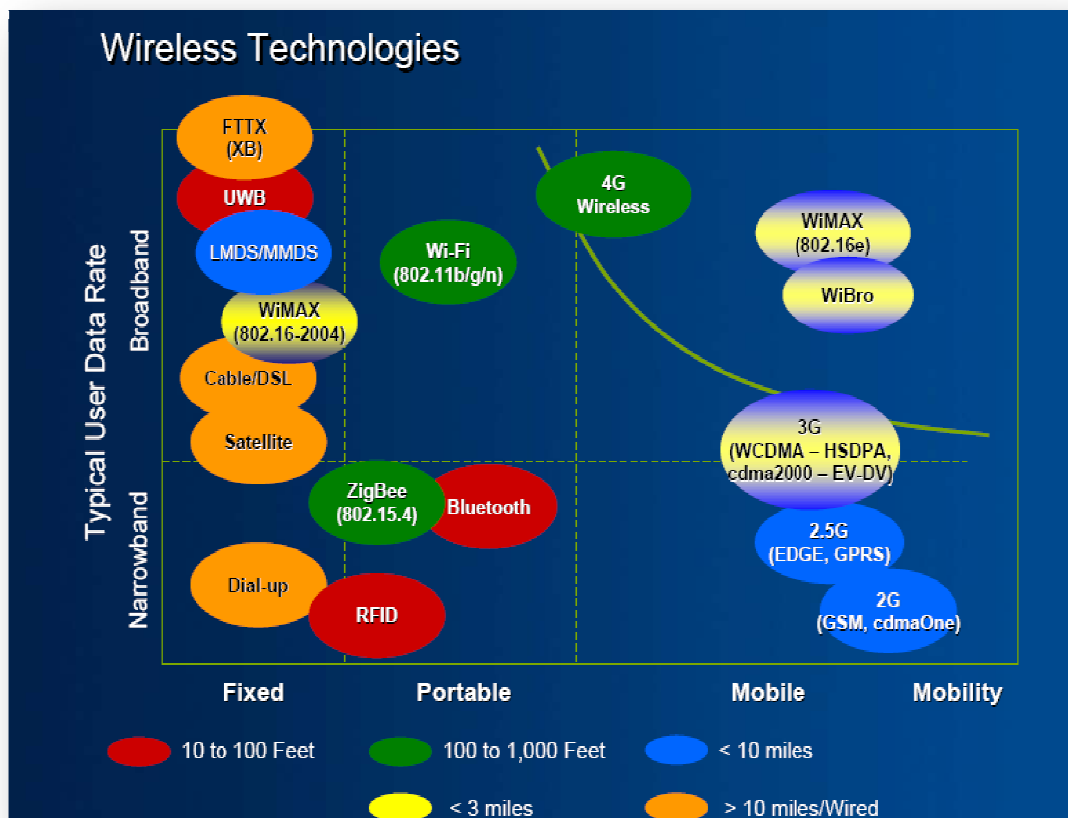 Wireless Technologies
Typical User Data Rate
Broadband
Narrowband
FTTX
(XB)
UWB
LMDS/MMDS
WiMAX
(802.16-2004)
Cable/DSL
Satellite
Dial-up
Wi-Fi
(802.11b/g/n)
ZigBee
(802.15.4)
Bluetooth
RFID
4G
Wireless
WiMAX
(802.16e)
WiBro
3G
(WCDMA – HSDPA,
cdma2000 – EV-DV)
2.5G
(EDGE, GPRS)
2G
(GSM, cdmaOne)
Fixed
Portable
Mobile
Mobility
10 to 100 Feet
100 to 1,000 Feet
< 10 miles
< 3 miles
> 10 miles/Wired